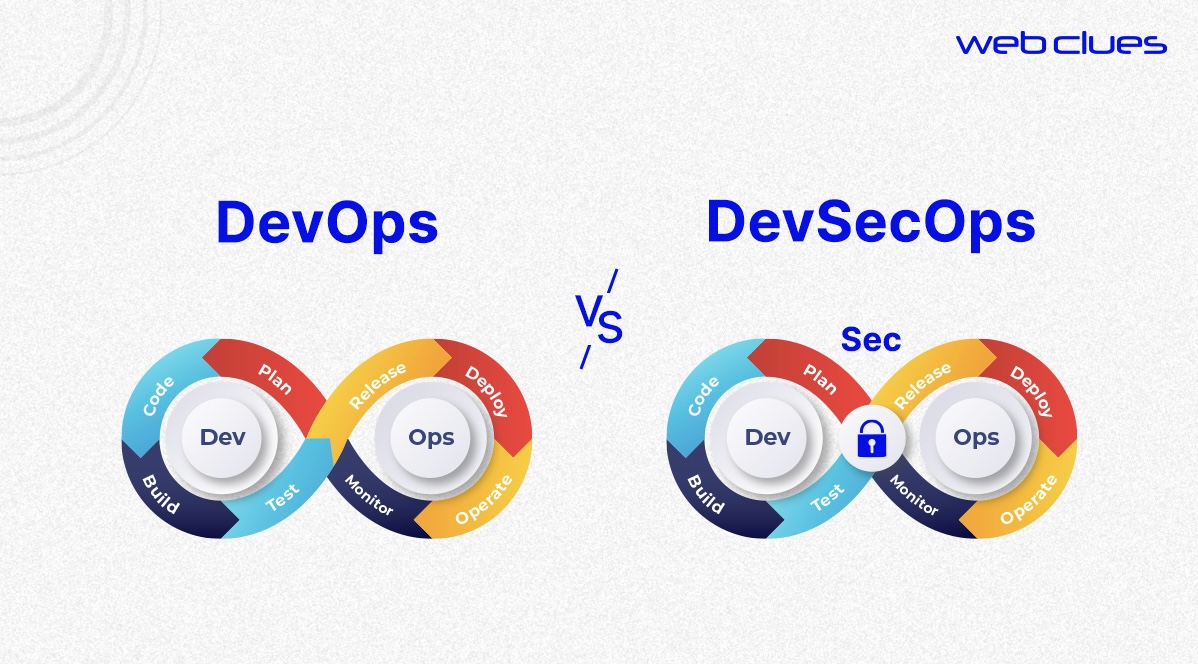 web clues
DevOps
DevSecOps
VS
Sec
Code
Plan
Release
Deploy
Dev
Ops
Build
Test
Monitor
Operate
Code
Plan
Release
Deploy
Dev
Ops
Build
Test
Monitor
Operate